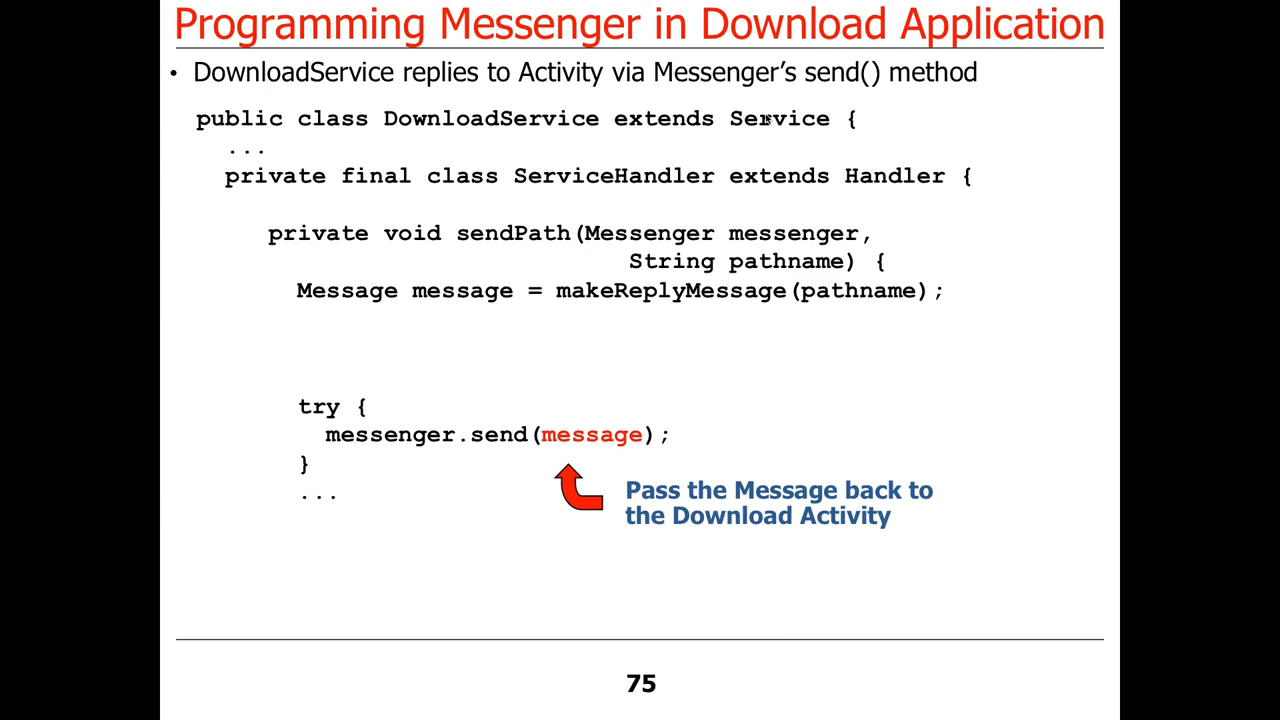 Programming Messenger in Download Application
• DownloadService replies to Activity via Messenger’s send() method
public class DownloadService extends Service {
...
private final class ServiceHandler extends Handler {
private void sendPath(Messenger messenger,
String pathname) {
Message message = makeReplyMessage(pathname);
try {
messenger.send(message);
}
...
Pass the Message back to
the Download Activity
75